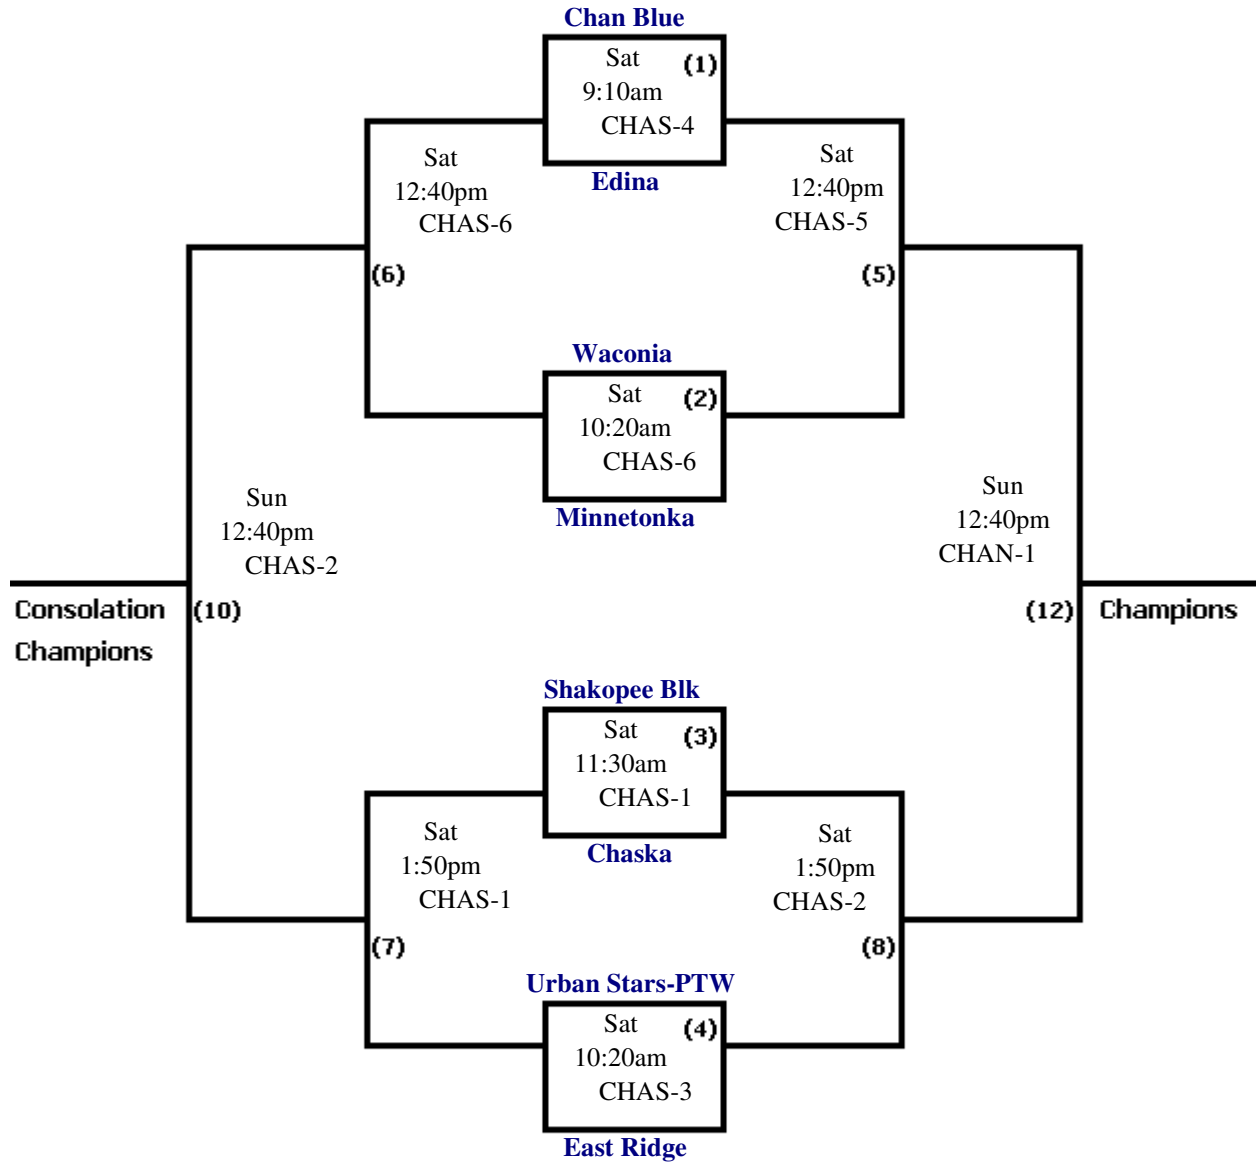 Chan Blue
Sat (1)
9:10am
CHAS-4
Edina
Sat
12:40pm
CHAS-6
(6)
Sat
12:40pm
CHAS-5
(5)
Waconia
Sat (2)
10:20am
CHAS-6
Minnetonka
Sun
12:40pm
CHAS-2
(10)
Consolation
Champions
Sun
12:40pm
CHAN-1
(12)
Champions
Shakopee Blk
Sat (3)
11:30am
CHAS-1
Chaska
Sat
1:50pm
CHAS-1
(7)
Sat
1:50pm
CHAS-2
(8)
Urban Stars-PTW
Sat (4)
10:20am
CHAS-3
East Ridge